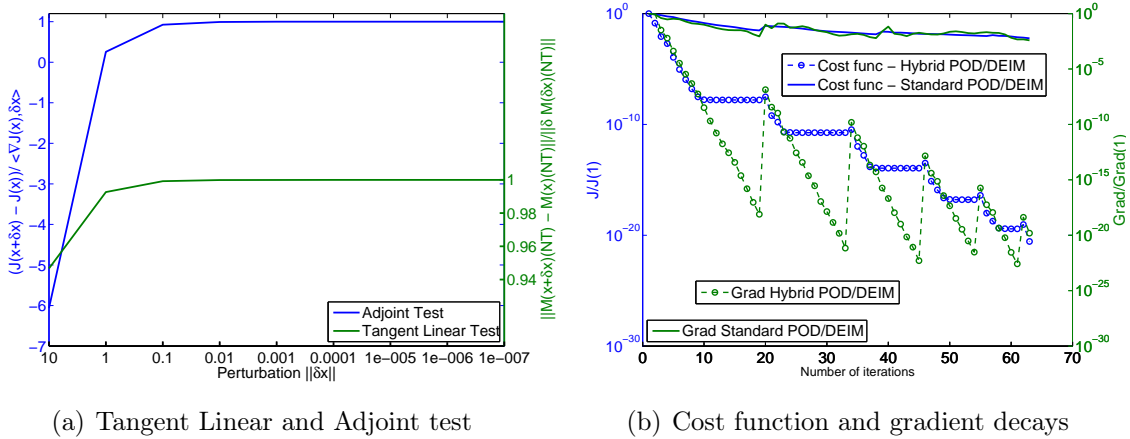 (J(x+δx) − J(x))/ <∇J(x),δx>
1
0
−1
−2
−3
−4
−5
−6
−7
10 1 0.1 0.01 0.001 0.0001 1e−005 1e−006 1e−007
Perturbation ||δx||
1
0.98
0.96
0.94
||M(x+δx)(NT) − M(x)(NT)||/||δ M(δx)(NT)||
Adjoint Test
Tangent Linear Test
(a) Tangent Linear and Adjoint test
J/J(1)
10^0
10^−10
10^−20
10^−30
0 10 20 30 40 50 60 70
Number of iterations
10^0
10^−5
10^−10
10^−15
10^−20
10^−25
10^−30
Grad/Grad(1)
Cost func − Hybrid POD/DEIM
Cost func − Standard POD/DEIM
Grad Hybrid POD/DEIM
Grad Standard POD/DEIM
(b) Cost function and gradient decays